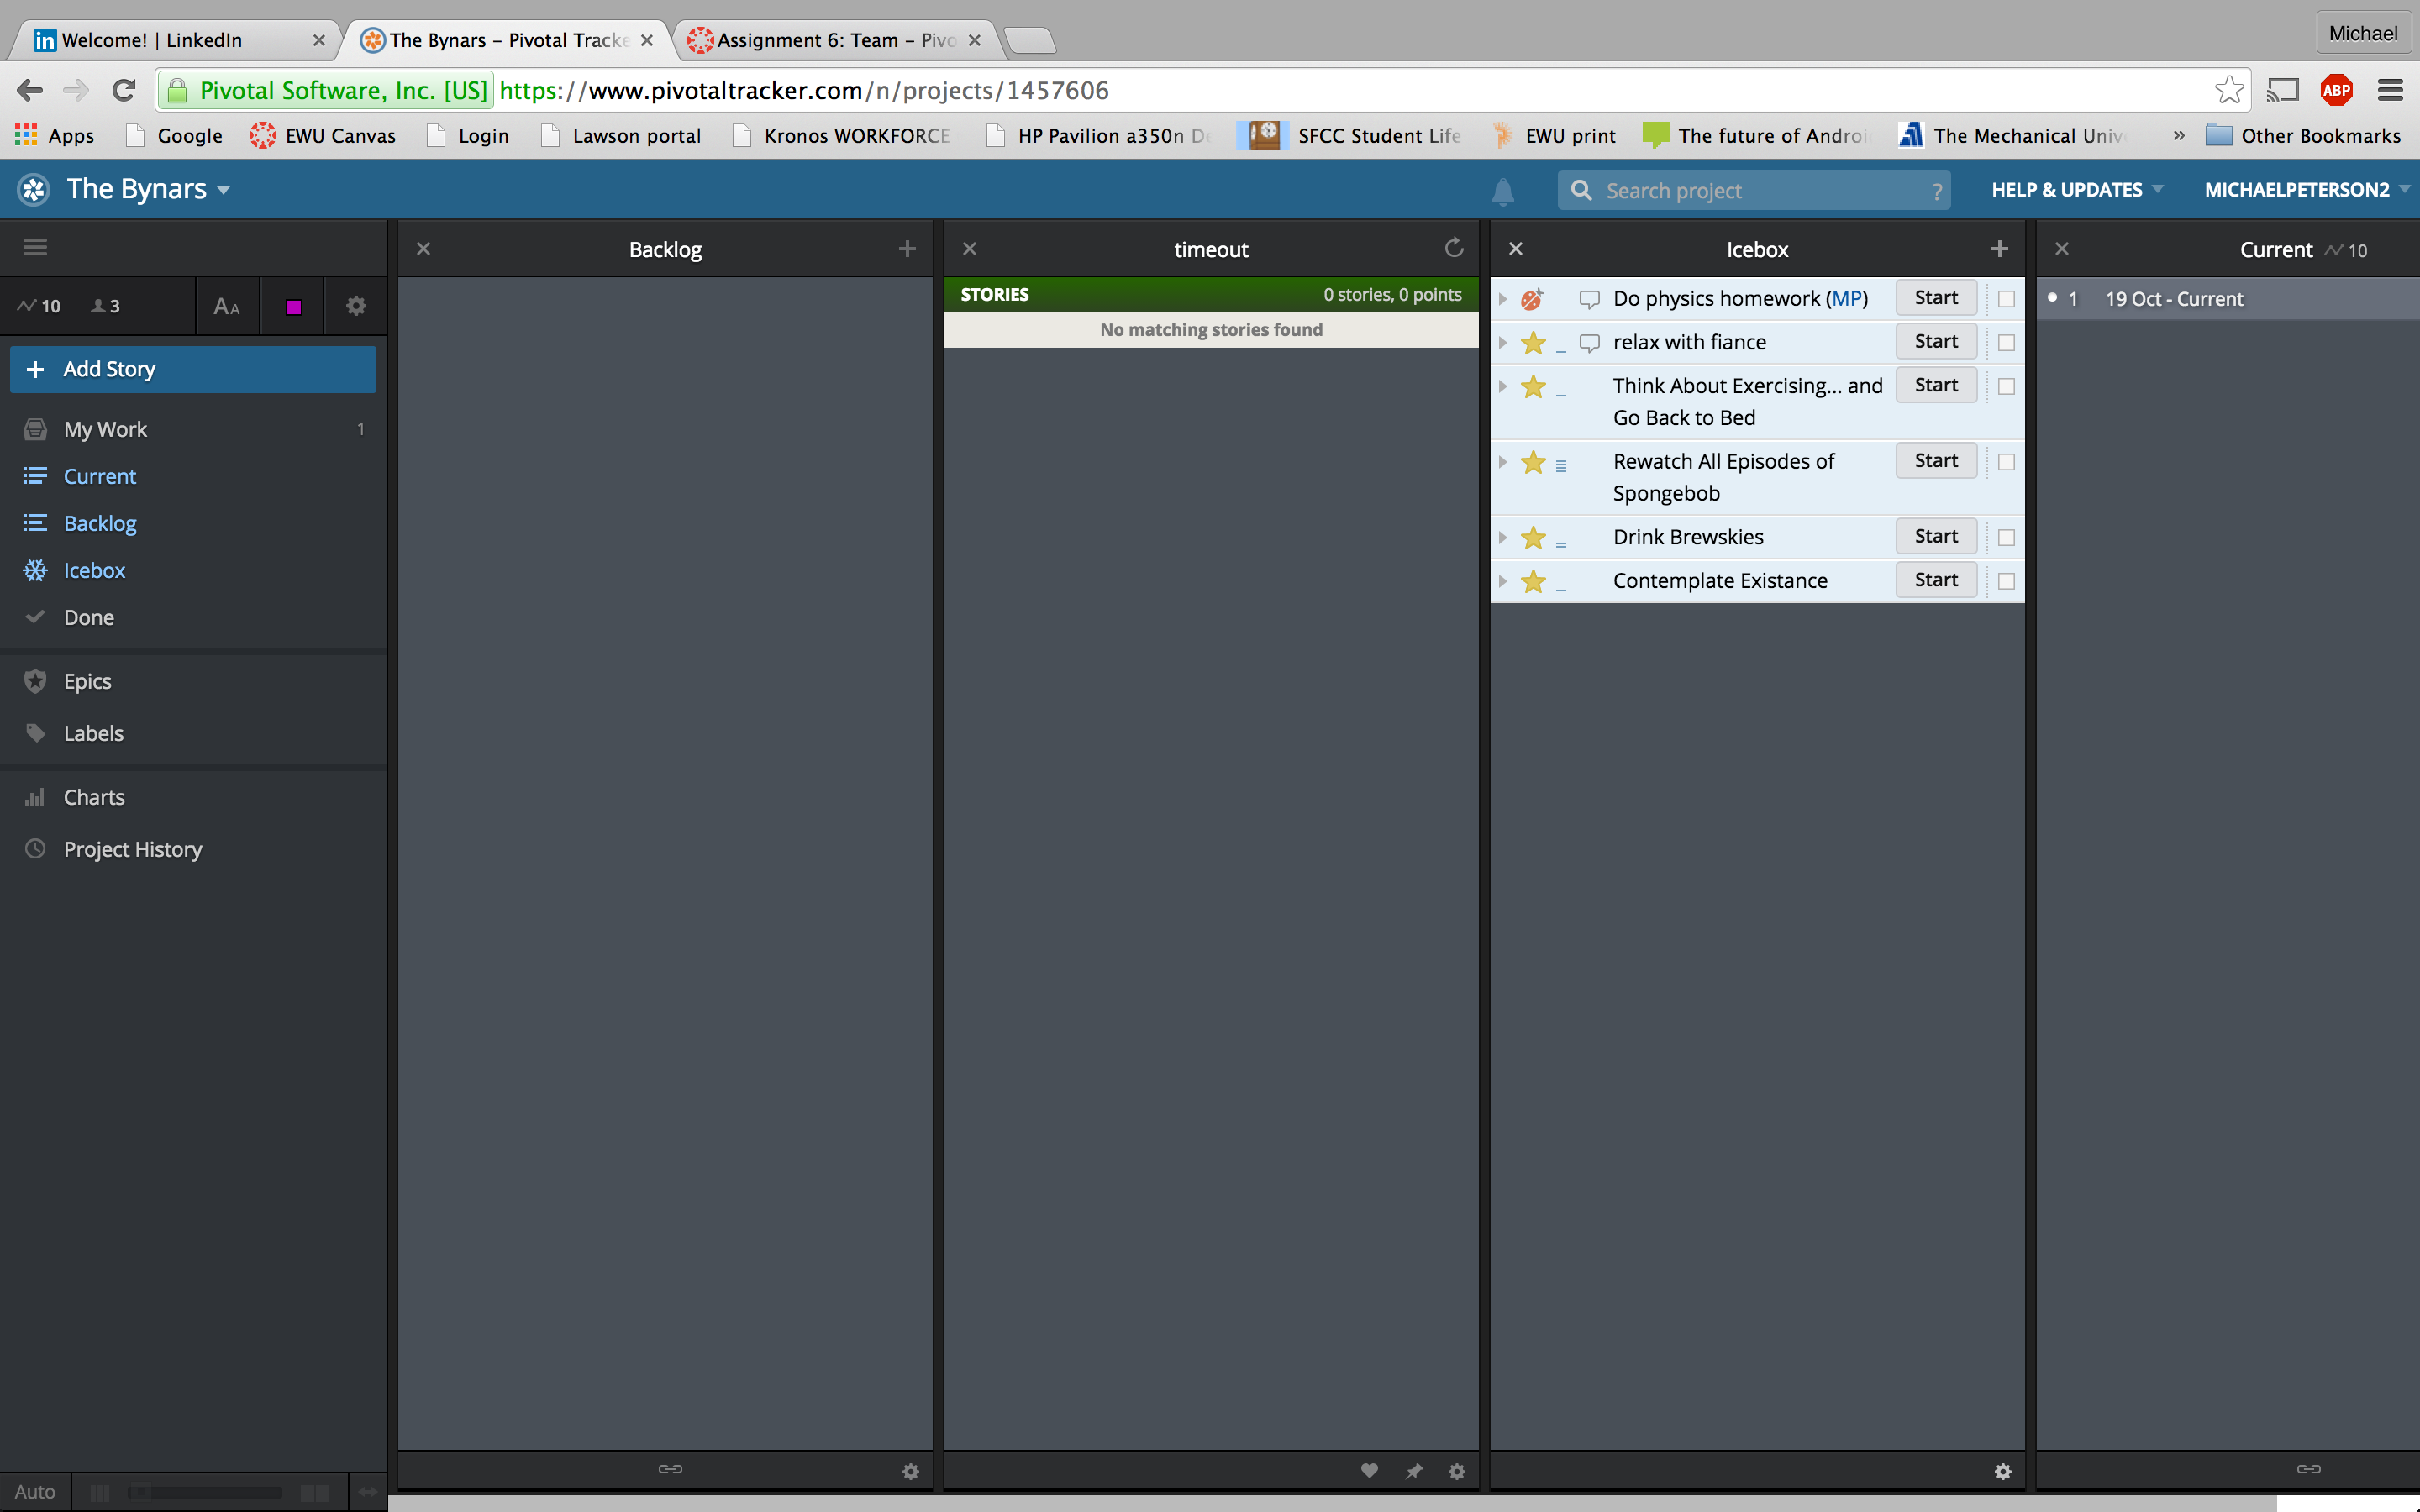 Welcome! | LinkedIn
The Bynars – Pivotal Tracke
Assignment 6: Team – Pivo
Michael
Pivotal Software, Inc. [US] https://www.pivotaltracker.com/n/projects/1457606
ABP
Apps
Google
EWU Canvas
Login
Lawson portal
Kronos WORKFORCE
HP Pavilion a350n De
SFCC Student Life
EWU print
The future of Androi
The Mechanical Univ
»
Other Bookmarks
The Bynars
Search project ?
HELP & UPDATES
MICHAELPETERSON2
10
3
AA
Add Story
My Work 1
Current
Backlog
Icebox
Done
Epics
Labels
Charts
Project History
Auto
Backlog
timeout
STORIES 0 stories, 0 points
No matching stories found
Icebox
Do physics homework (MP) Start
relax with fiance Start
Think About Exercising... and Start
Go Back to Bed
Rewatch All Episodes of Start
Spongebob
Drink Brewskies Start
Contemplate Existance Start
Current 10
1 19 Oct - Current